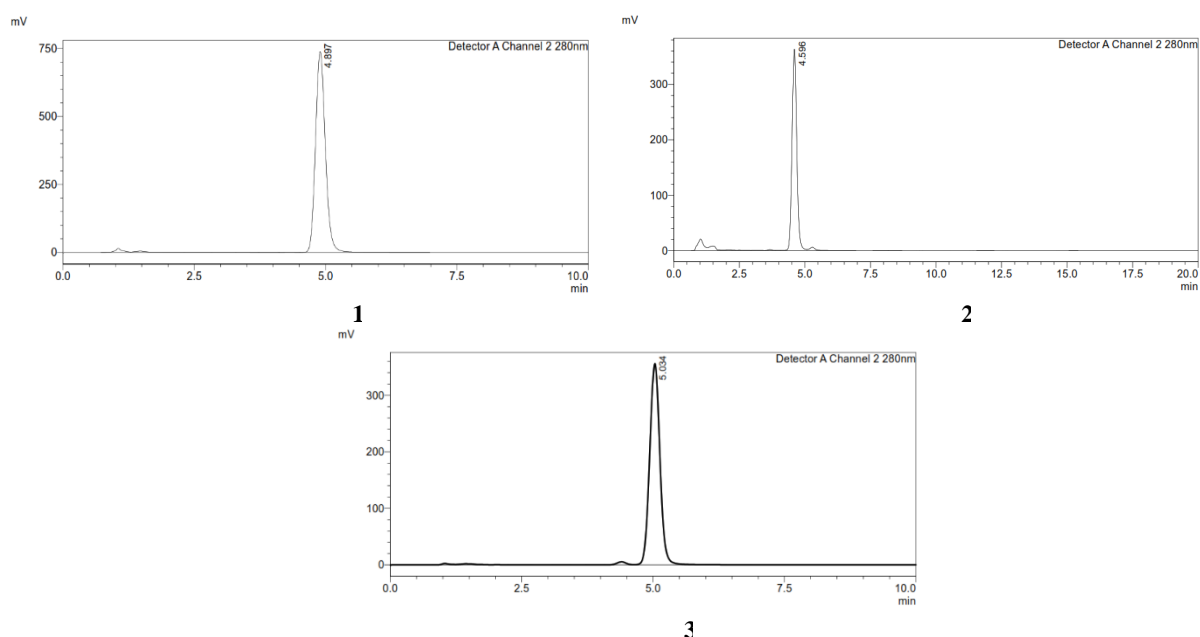 mV
Detector A Channel 2 280nm
4.897
750
500
250
0
0.0 2.5 5.0 7.5 10.0
min
1
mV
Detector A Channel 2 280nm
4.596
300
200
100
0
0.0 2.5 5.0 7.5 10.0 12.5 15.0 17.5 20.0
min
2
mV
Detector A Channel 2 280nm
5.034
300
200
100
0
0.0 2.5 5.0 7.5 10.0
min
3